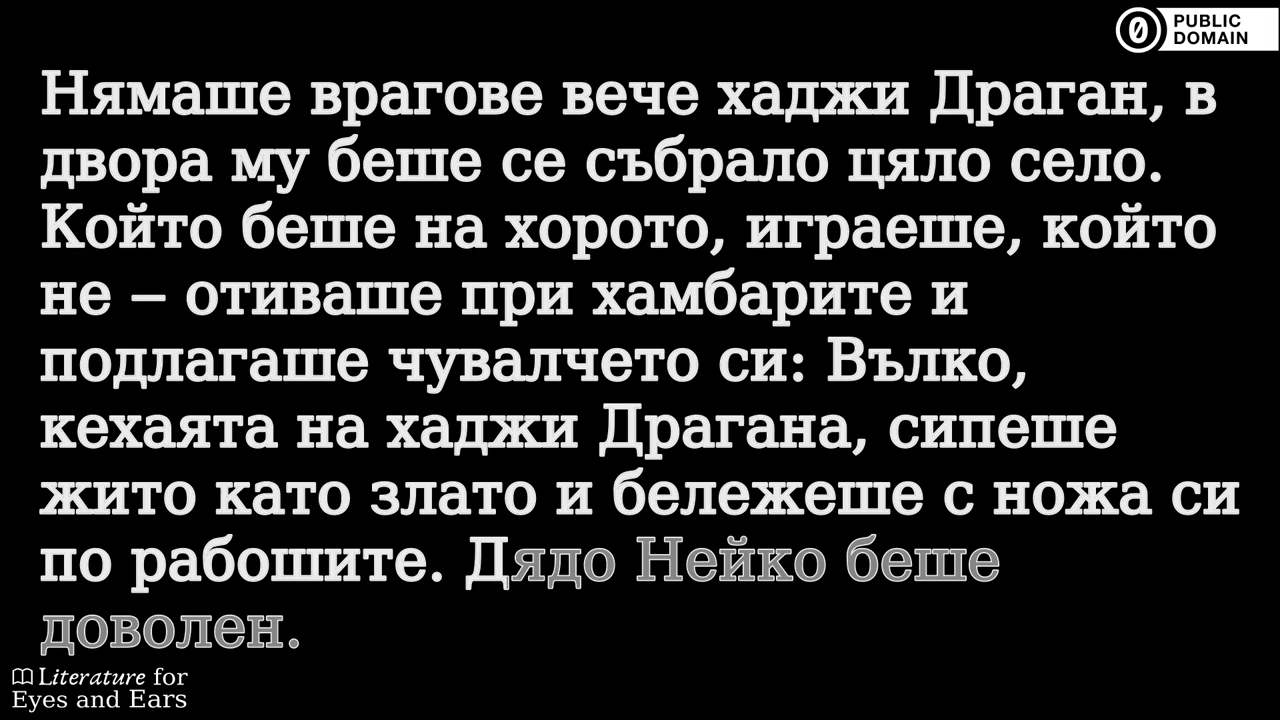 PUBLIC
DOMAIN
Нямаше врагове вече хаджи Драган, в
двора му беше се събрало цяло село.
Който беше на хорото, играеше, който
не – отиваше при хамбарите и
подлагаше чувалчето си: Вълко,
кехаята на хаджи Драгана, сипеше
жито като злато и бележеше с ножа си
по рабошите. Дядо Нейко беше
доволен.
Literature for
Eyes and Ears